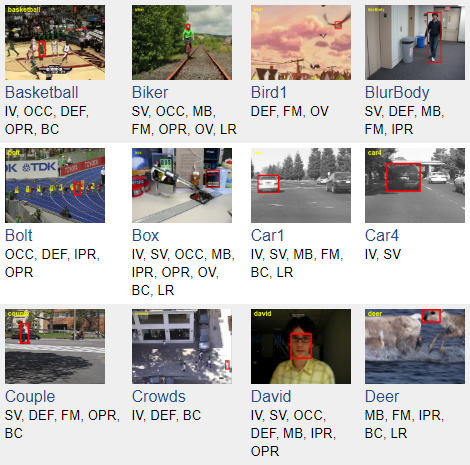 basketball
biker
Basketball
Biker
Bird1
BlurBody
IV, OCC, DEF,
OPR, BC
SV, OCC, MB,
FM, OPR, OV, LR
DEF, FM, OV
SV, DEF, MB,
FM, IPR
bolt
TDK
car4
Bolt
Box
Car1
Car4
OCC, DEF, IPR,
OPR
IV, SV, OCC, MB,
IPR, OPR, OV,
BC, LR
IV, SV, MB, FM,
BC, LR
IV, SV
couple
david
deer
Couple
Crowds
David
Deer
SV, DEF, FM, OPR,
BC
IV, DEF, BC
IV, SV, OCC,
DEF, MB, IPR,
OPR
MB, FM, IPR,
BC, LR